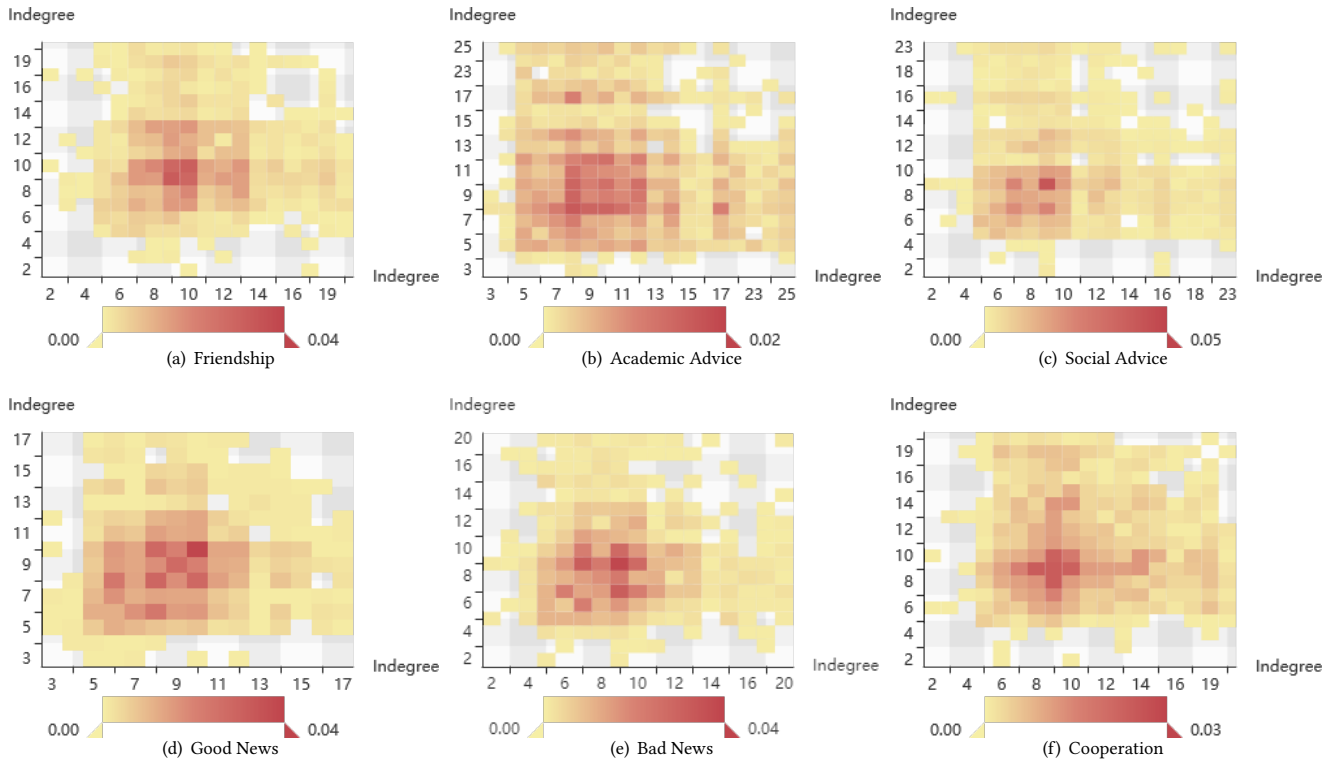 Indegree Indegree Indegree
19 25 23
16 23 18
14 17 16
12 15 14
10 13 12
8 11 10
6 9 8
4 7 6
2 5 4
3 2
Indegree Indegree Indegree
2 4 6 8 10 12 14 16 19 3 5 7 9 11 13 15 17 23 25 2 4 6 8 10 12 14 16 18 23
0.00 0.04 0.00 0.02 0.00 0.05
(a) Friendship (b) Academic Advice (c) Social Advice
Indegree Indegree Indegree
17 20 19
15 16 16
13 14 14
11 12 12
9 10 10
7 8 8
5 6 6
3 4 4
2 2
Indegree Indegree Indegree
3 5 7 9 11 13 15 17 2 4 6 8 10 12 14 16 20 2 4 6 8 10 12 14 16 19
0.00 0.04 0.00 0.04 0.00 0.03
(d) Good News (e) Bad News (f) Cooperation